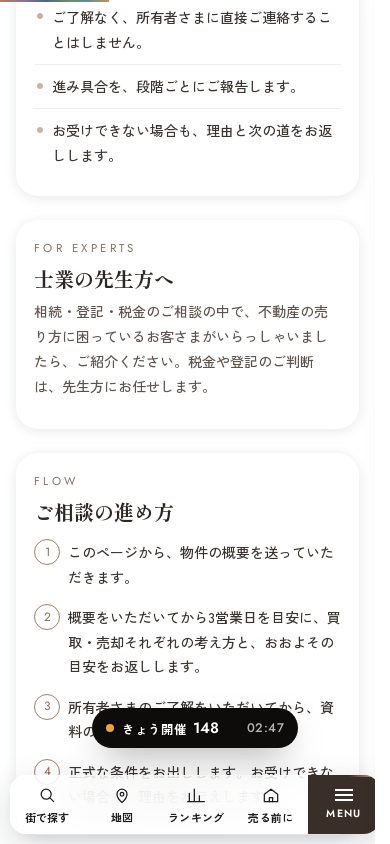 ご了解なく、所有者さまに直接ご連絡するこ
とはしません。
進み具合を、段階ごとにご報告します。
お受けできない場合も、理由と次の道をお返
しします。
FOR EXPERTS
士業の先生方へ
相続・登記・税金のご相談の中で、不動産の売
り方に困っているお客さまがいらっしゃいまし
たら、ご紹介ください。税金や登記のご判断
は、先生方にお任せします。
FLOW
ご相談の進め方
1 このページから、物件の概要を送っていた
だきます。
2 概要をいただいてから3営業日を目安に、買
取・売却それぞれの考え方と、おおよその
目安をお返しします。
3 所有者さまのご了解をいただいてから、資
料の
きょう開催 148 02:47
4 正式な条件をお出しします。お受けできな
い場合
理由を
街で探す
地図
ランキング
売る前に
MENU